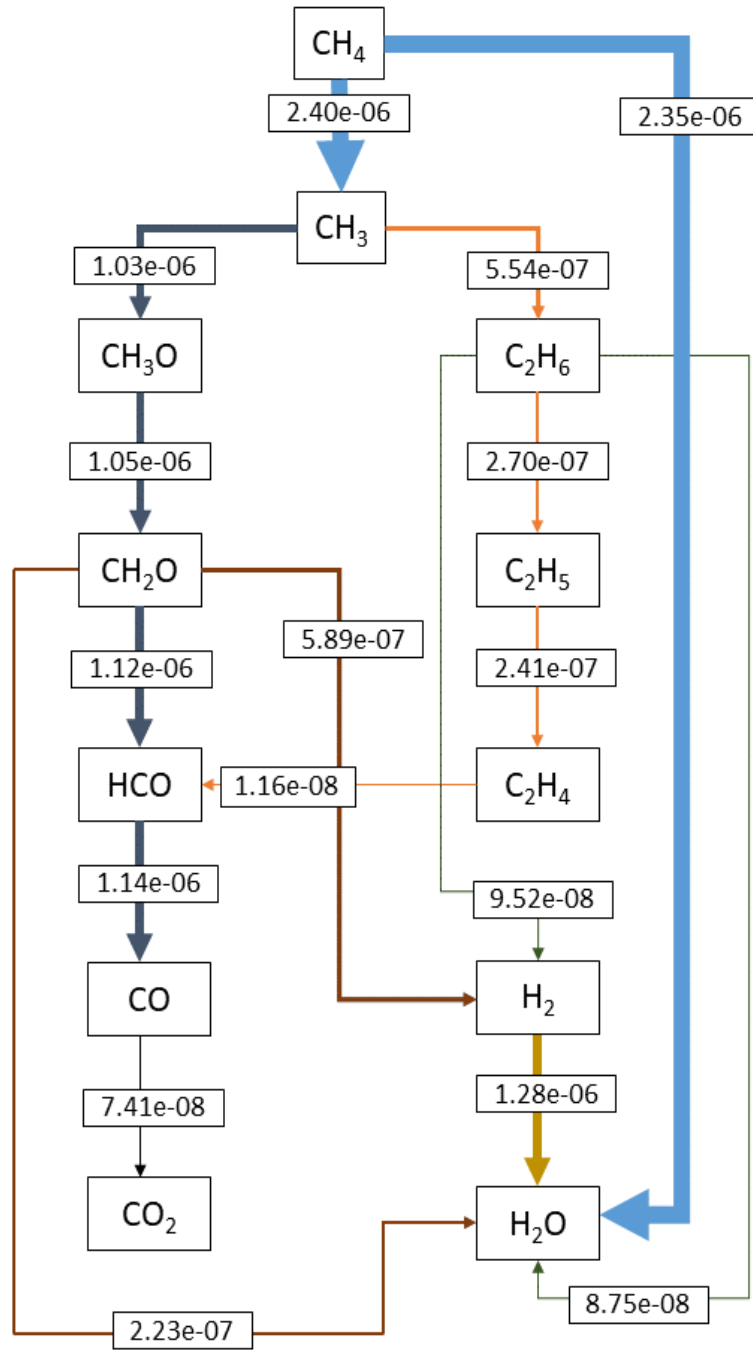 CH₄
2.40e-06
2.35e-06
CH₃
1.03e-06
5.54e-07
CH₃O
C₂H₆
1.05e-06
2.70e-07
CH₂O
C₂H₅
5.89e-07
1.12e-06
2.41e-07
HCO
1.16e-08
C₂H₄
1.14e-06
9.52e-08
CO
H₂
7.41e-08
1.28e-06
CO₂
H₂O
8.75e-08
2.23e-07